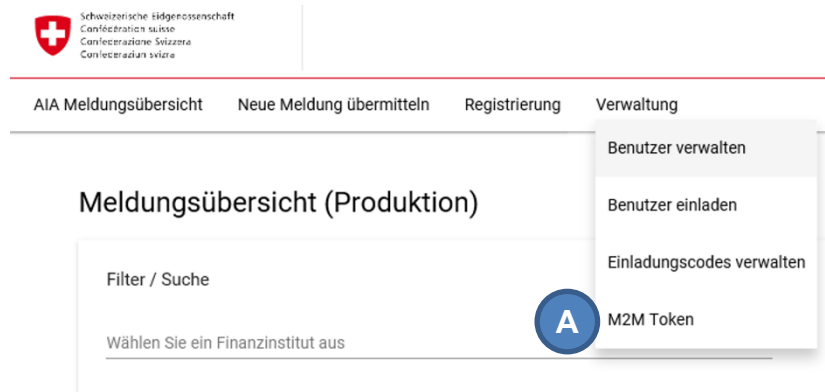 Schweizerische Eidgenossenschaft
Confédération suisse
Confederazione Svizzera
Confederaziun svizra
AIA Meldungsübersicht Neue Meldung übermitteln Registrierung Verwaltung
Benutzer verwalten
Meldungsübersicht (Produktion)
Benutzer einladen
Einladungscodes verwalten
Filter / Suche
A M2M Token
Wählen Sie ein Finanzinstitut aus